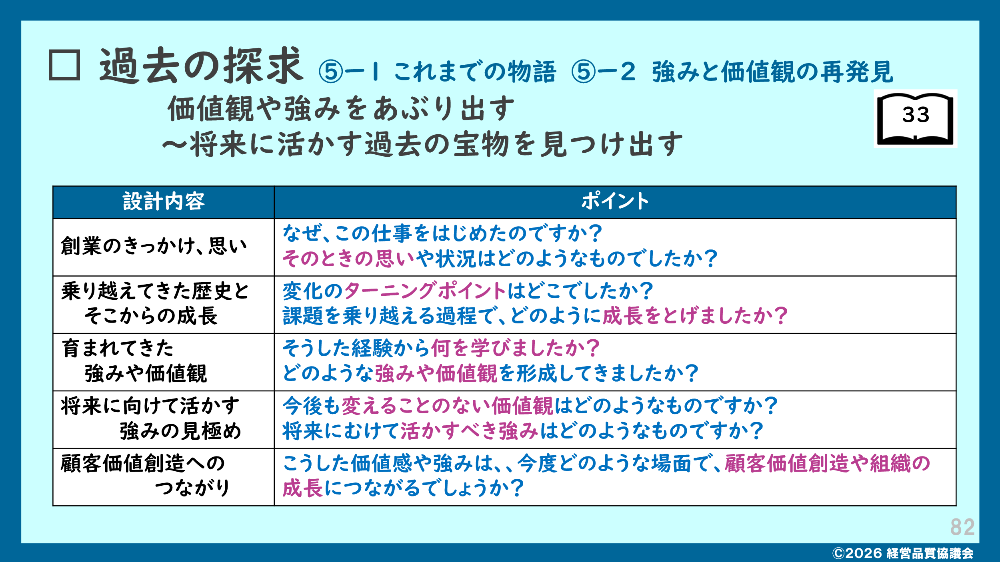 □ 過去の探求 ⑤ー1 これまでの物語 ⑤ー2 強みと価値観の再発見
価値観や強みをあぶり出す
～将来に活かす過去の宝物を見つけ出す
33
設計内容
ポイント
創業のきっかけ、思い
なぜ、この仕事をはじめたのですか？
そのときの思いや状況はどのようなものでしたか？
乗り越えてきた歴史と
そこからの成長
変化のターニングポイントはどこでしたか？
課題を乗り越える過程で、どのように成長をとげましたか？
育まれてきた
強みや価値観
そうした経験から何を学びましたか？
どのような強みや価値観を形成してきましたか？
将来に向けて活かす
強みの見極め
今後も変えることのない価値観はどのようなものですか？
将来にむけて活かすべき強みはどのようなものですか？
顧客価値創造への
つながり
こうした価値感や強みは、、今度どのような場面で、顧客価値創造や組織の
成長につながるでしょうか？
82
©2026 経営品質協議会